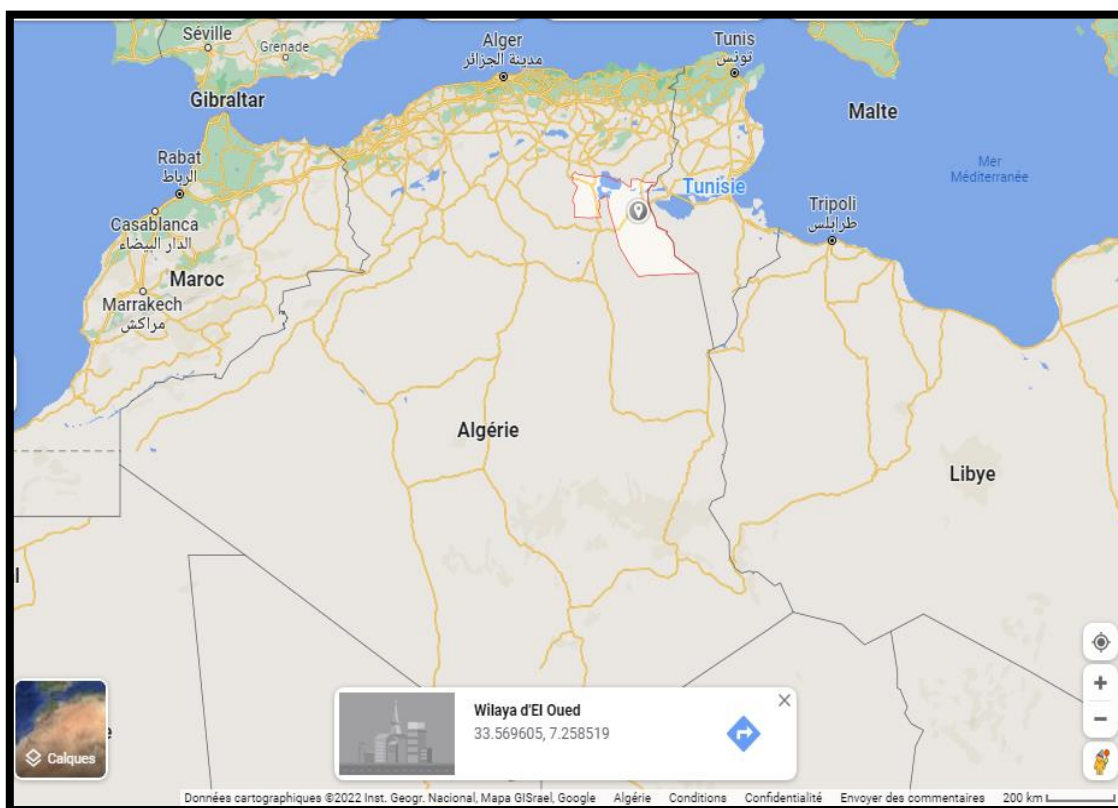 Séville
Grenade
Alger
مدينة الجزائر
Tunis
تونس
Gibraltar
Malte
Rabat
الرباط
Mer
Méditerranée
Tunisie
Tripoli
طرابلس
Casablanca
الدار البيضاء
Maroc
Marrakech
مراكش
Algérie
Libye
Wilaya d'El Oued
33.569605, 7.258519
Calques
Données cartographiques ©2022 Inst. Geogr. Nacional, Mapa GISrael, Google Algérie Conditions Confidentialité Envoyer des commentaires 200 km